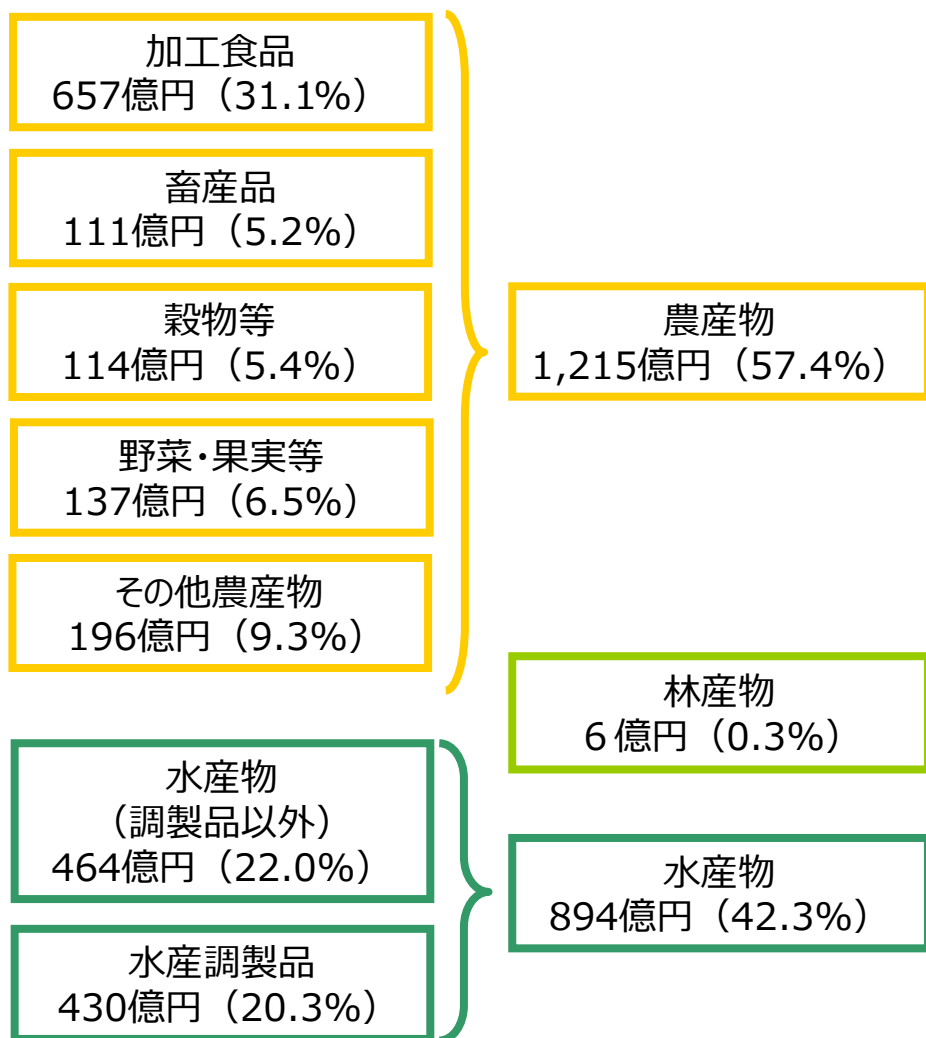 加工食品
657億円（31.1%）
畜産品
111億円（5.2%）
穀物等
114億円（5.4%）
野菜・果実等
137億円（6.5%）
その他農産物
196億円（9.3%）
農産物
1,215億円（57.4%）
林産物
6億円（0.3%）
水産物
（調製品以外）
464億円（22.0%）
水産調製品
430億円（20.3%）
水産物
894億円（42.3%）